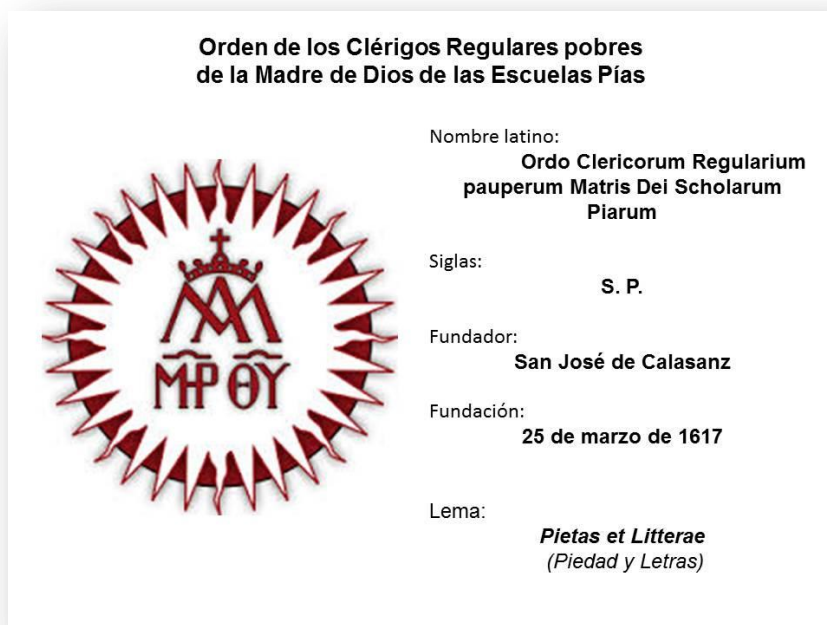 Orden de los Clérigos Regulares pobres
de la Madre de Dios de las Escuelas Pías
Nombre latino:
Ordo Clericorum Regularium
pauperum Matris Dei Scholarum
Piarum
Siglas:
S. P.
Fundador:
San José de Calasanz
Fundación:
25 de marzo de 1617
Lema:
Pietas et Litterae
(Piedad y Letras)
ΜΡ ΘΥ